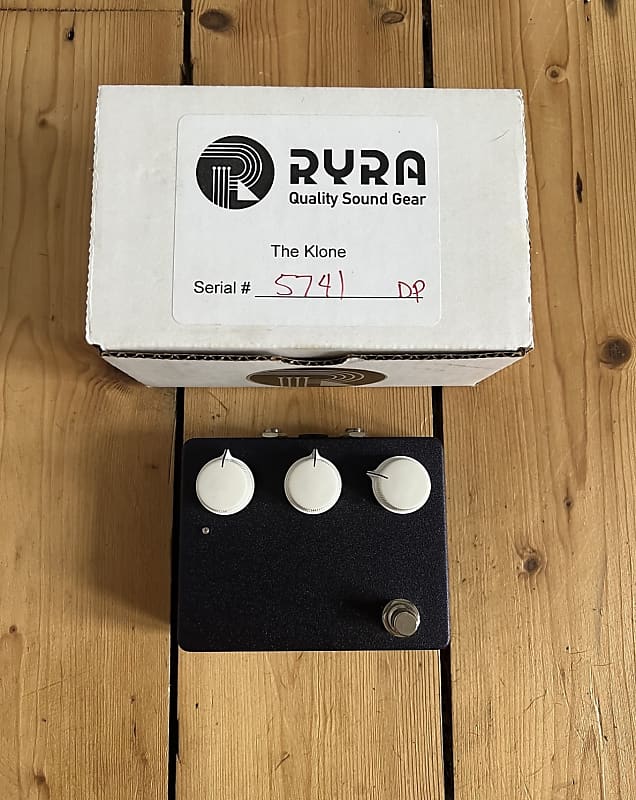 RYRA
Quality Sound Gear
The Klone
Serial # 5741 DP